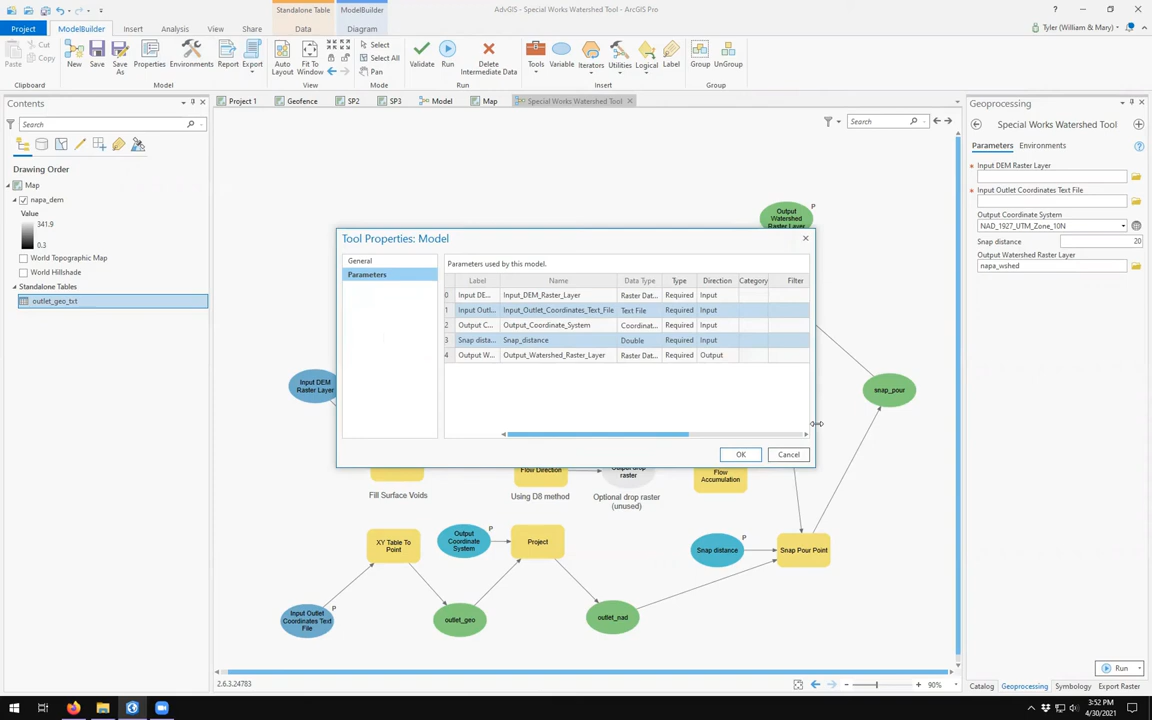 Standalone Table
ModelBuilder
AdvGIS - Special Works Watershed Tool - ArcGIS Pro
?
Project
ModelBuilder
Insert
Analysis
View
Share
Data
Diagram
Tyler (William & Mary)
Paste
Cut
Copy
Clipboard
New
Save
Save As
Properties
Environments
Report
Export
Model
Auto Layout
Fit To Window
View
Select
Select All
Pan
Mode
Validate
Run
Delete Intermediate Data
Run
Tools
Variable
Iterators
Utilities
Logical
Label
Insert
Group
UnGroup
Group
Contents
Search
Drawing Order
Map
napa_dem
Value
341.9
0.3
World Topographic Map
World Hillshade
Standalone Tables
outlet_geo_txt
Project 1
Geofence
SP2
SP3
Model
Map
Special Works Watershed Tool
Search
Output
Watershed
Raster Layer
P
Tool Properties: Model
General
Parameters
Parameters used by this model.
Label Name Data Type Type Direction Category Filter
0 Input DE... Input_DEM_Raster_Layer Raster Dat... Required Input
1 Input Outl... Input_Outlet_Coordinates_Text_File Text File Required Input
2 Output C... Output_Coordinate_System Coordinat... Required Input
3 Snap dista... Snap_distance Double Required Input
4 Output W... Output_Watershed_Raster_Layer Raster Dat... Required Output
OK
Cancel
Input DEM
Raster Layer
snap_pour
Fill Surface Voids
Flow Direction
Using D8 method
Output drop
raster
Optional drop raster
(unused)
Flow
Accumulation
XY Table To
Point
Output
Coordinate
System
P
Project
Snap distance
P
Snap Pour Point
Input Outlet
Coordinates Text
File
P
outlet_geo
outlet_nad
2.6.3.24783
90%
Geoprocessing
Special Works Watershed Tool
Parameters
Environments
* Input DEM Raster Layer
* Input Outlet Coordinates Text File
Output Coordinate System
NAD_1927_UTM_Zone_10N
Snap distance
20
Output Watershed Raster Layer
napa_wshed
Run
Catalog
Geoprocessing
Symbology
Export Raster
3:52 PM
4/30/2021